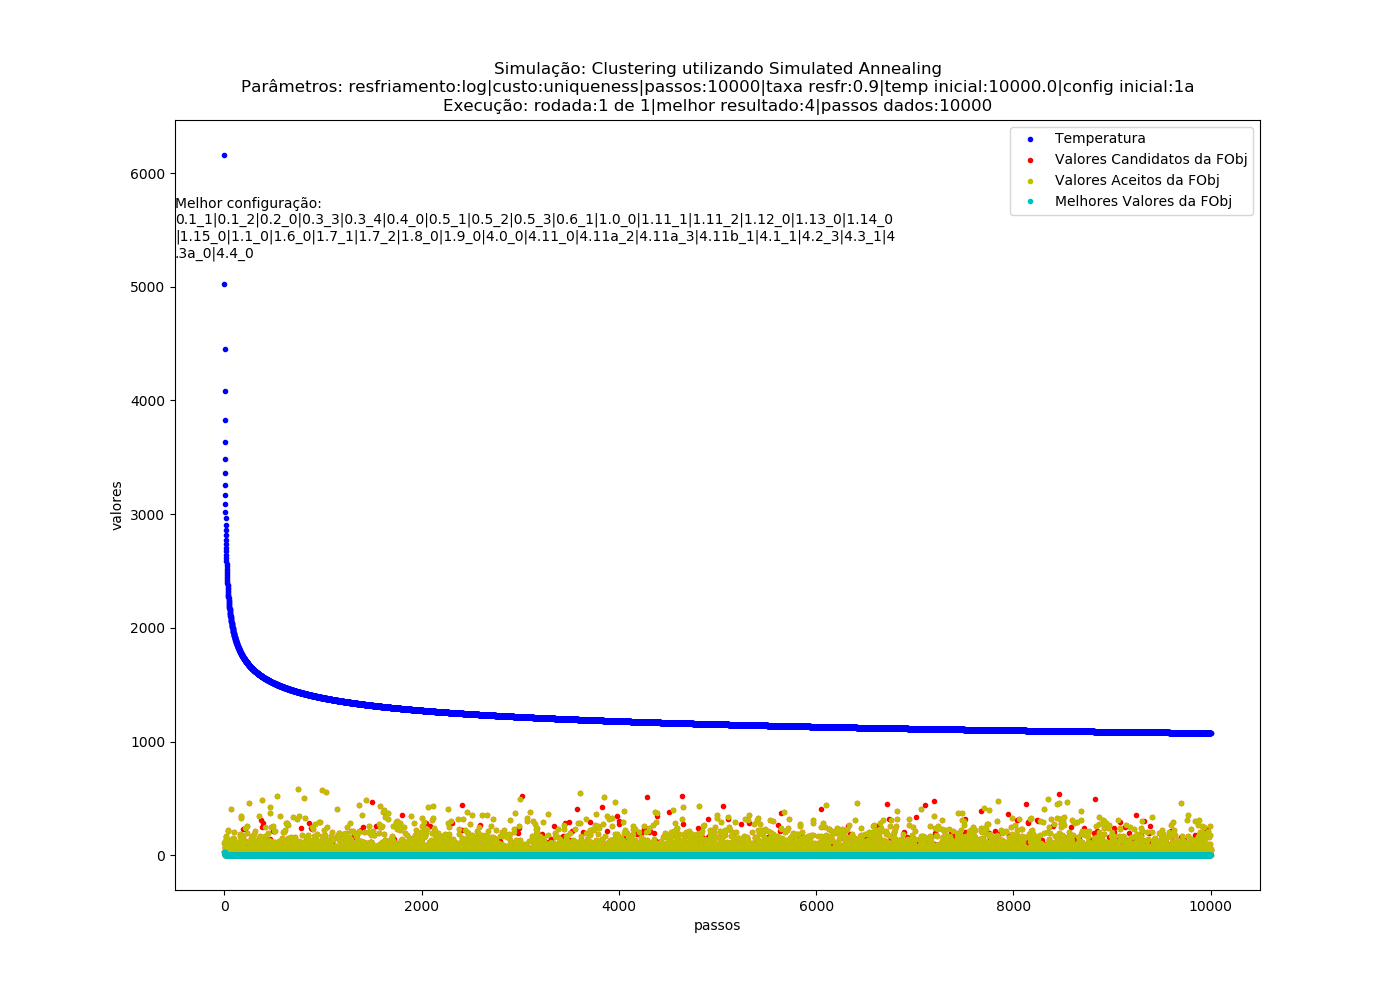 Simulação: Clustering utilizando Simulated Annealing
Parâmetros: resfriamento:log|custo:uniqueness|passos:10000|taxa resfr:0.9|temp inicial:10000.0|config inicial:1a
Execução: rodada:1 de 1|melhor resultado:4|passos dados:10000
Temperatura
Valores Candidatos da FObj
Valores Aceitos da FObj
Melhores Valores da FObj
Melhor configuração:
0.1_1|0.1_2|0.2_0|0.3_3|0.3_4|0.4_0|0.5_1|0.5_2|0.5_3|0.6_1|1.0_0|1.11_1|1.11_2|1.12_0|1.13_0|1.14_0
|1.15_0|1.1_0|1.6_0|1.7_1|1.7_2|1.8_0|1.9_0|4.0_0|4.11_0|4.11a_2|4.11a_3|4.11b_1|4.1_1|4.2_3|4.3_1|4
.3a_0|4.4_0
valores
6000
5000
4000
3000
2000
1000
0
0
2000
4000
6000
8000
10000
passos